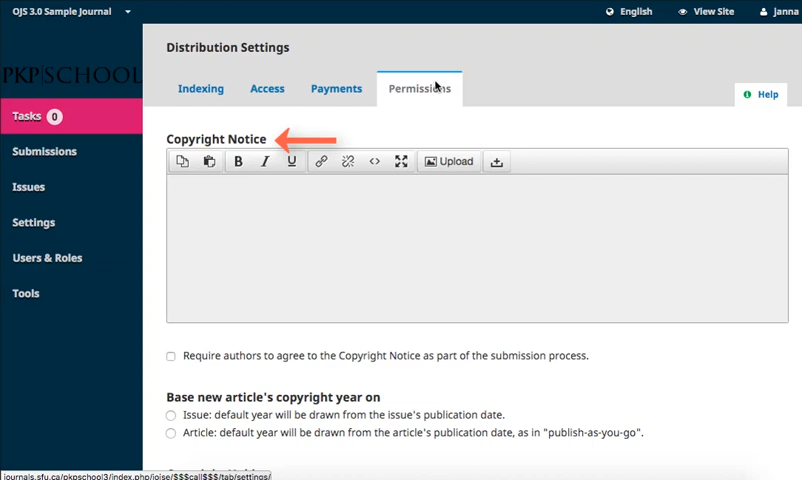 OJS 3.0 Sample Journal English View Site Janna
PKP|SCHOOL
Distribution Settings
Indexing Access Payments Permissions
Help
Tasks 0
Submissions
Issues
Settings
Users & Roles
Tools
Copyright Notice
B I U Upload
Require authors to agree to the Copyright Notice as part of the submission process.
Base new article's copyright year on
Issue: default year will be drawn from the issue's publication date.
Article: default year will be drawn from the article's publication date, as in "publish-as-you-go".
journals.sfu.ca/pkpschool3/index.php/ojse/$$$call$$$/tab/settings/